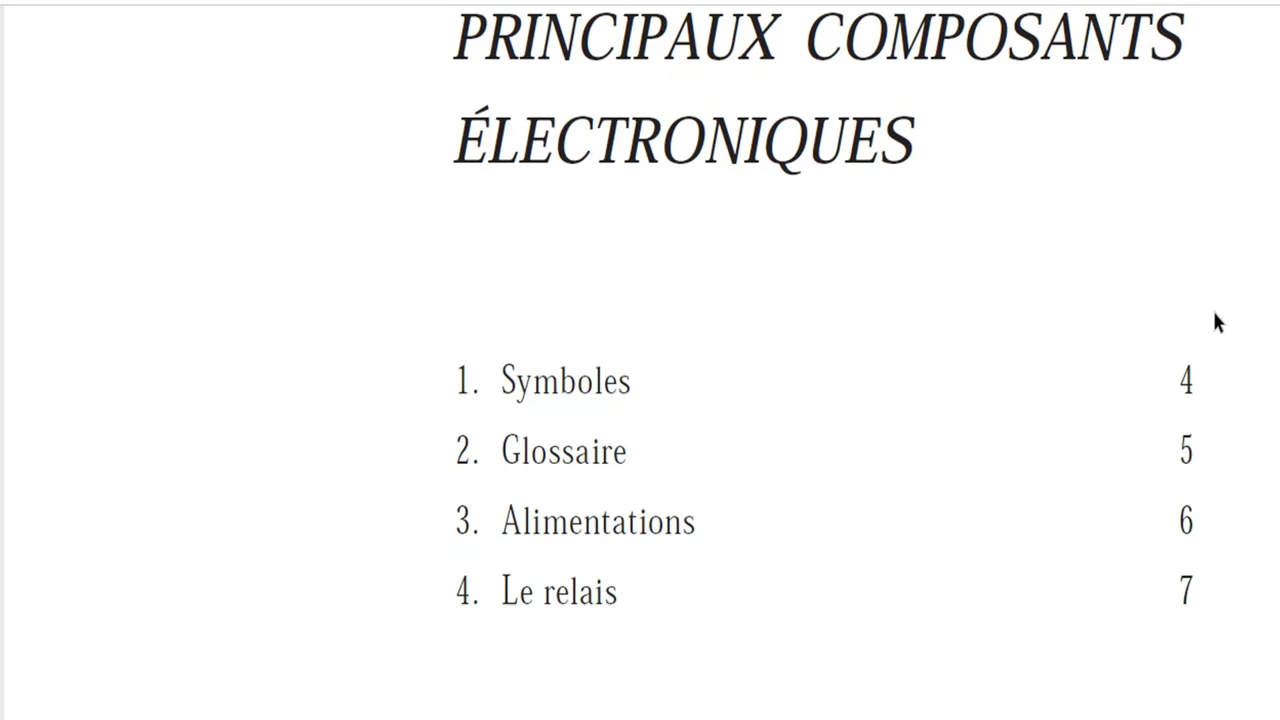 PRINCIPAUX COMPOSANTS
ÉLECTRONIQUES
1. Symboles 4
2. Glossaire 5
3. Alimentations 6
4. Le relais 7